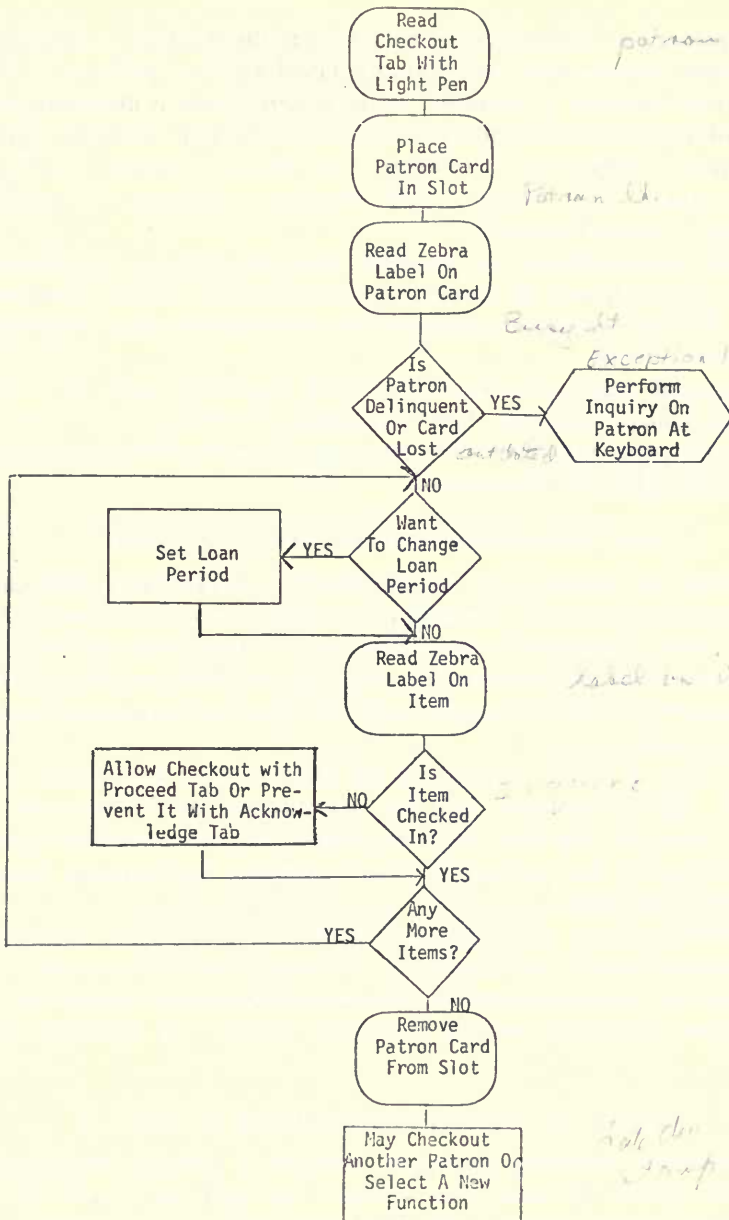 Read
Checkout
Tab With
Light Pen
patron
Place
Patron Card
In Slot
Patron
Read Zebra
Label On
Patron Card
Exception
Is
Patron
Delinquent
Or Card
Lost
YES
Perform
Inquiry On
Patron At
Keyboard
NO
Want
To Change
Loan
Period
YES
Set Loan
Period
NO
Read Zebra
Label On
Item
label on
Is
Item
Checked
In?
NO
Allow Checkout with
Proceed Tab Or Pre-
vent It With Acknow-
ledge Tab
YES
Any
More
Items?
YES
NO
Remove
Patron Card
From Slot
May Checkout
Another Patron Or
Select A New
Function